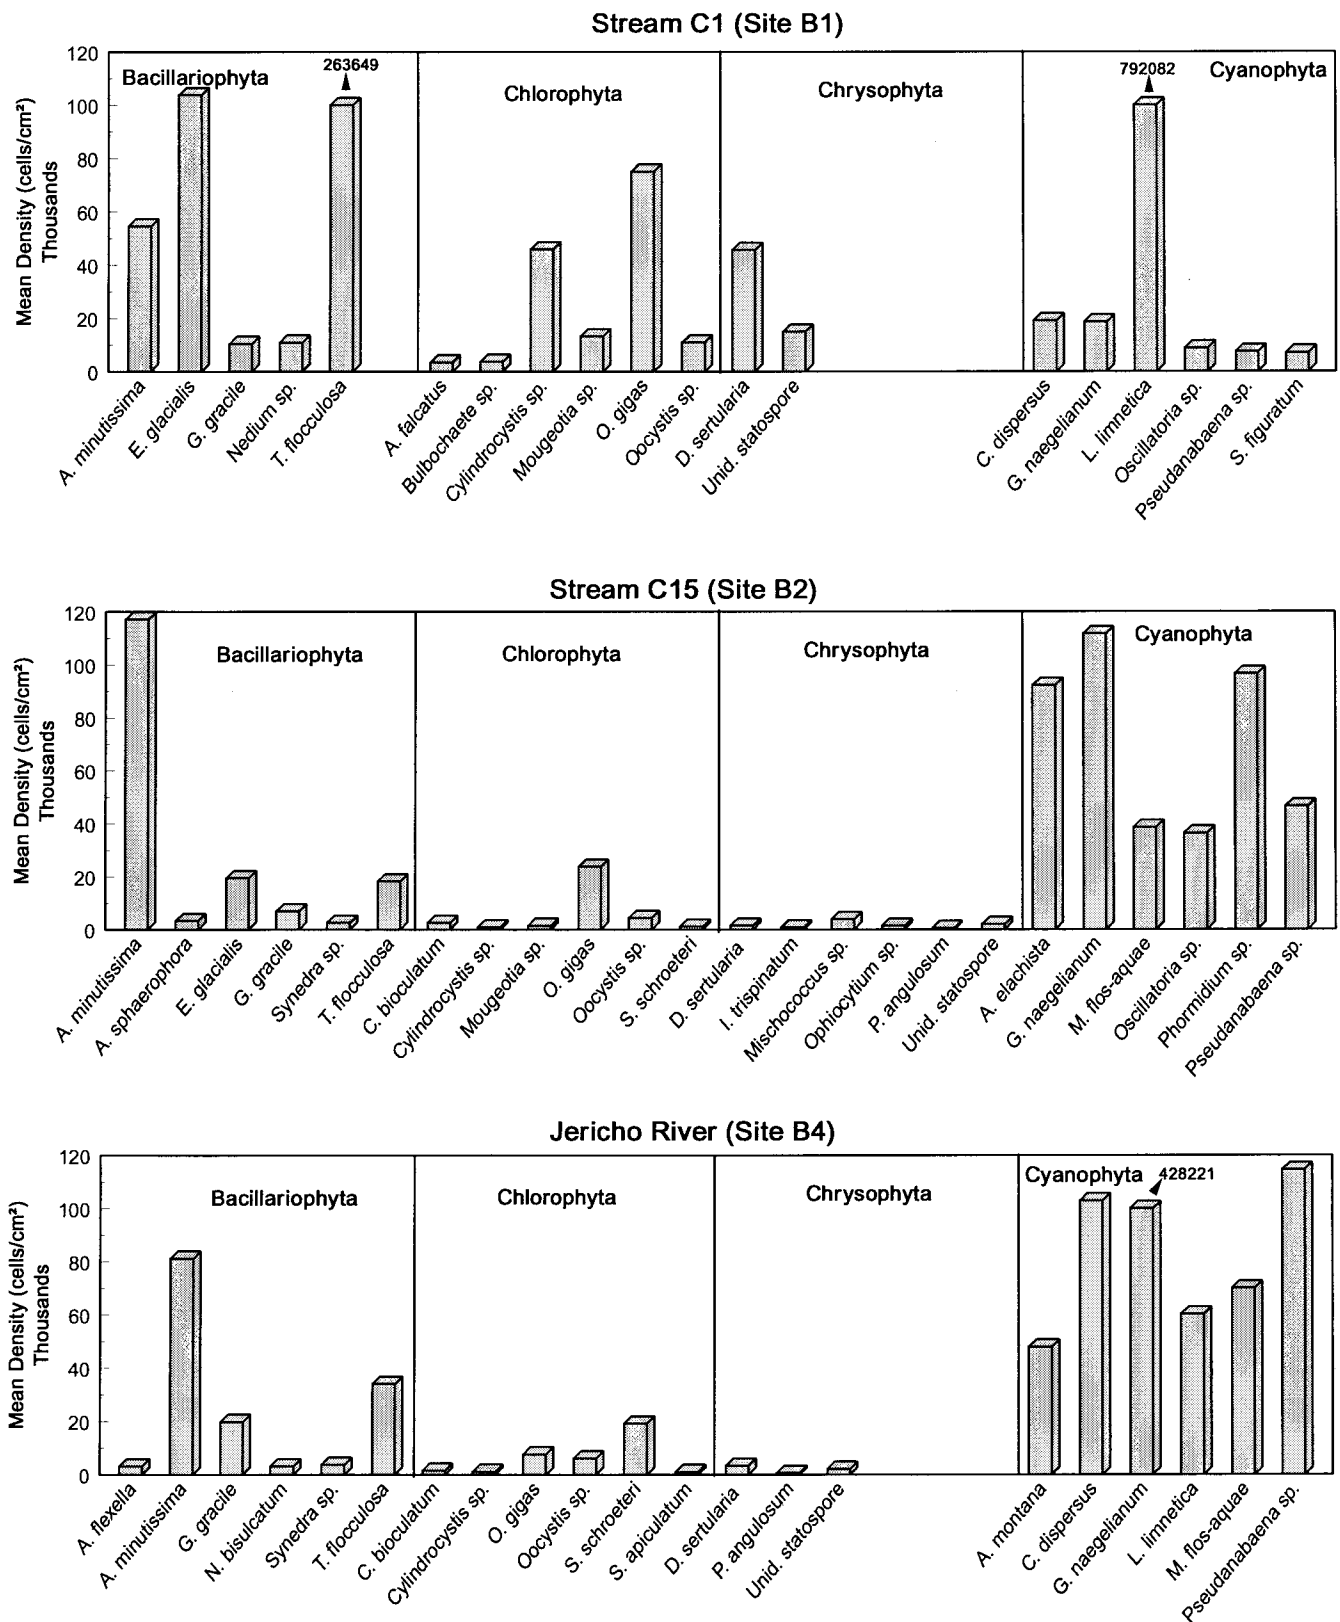 Stream C1 (Site B1)
Mean Density (cells/cm²)
Thousands
120
100
80
60
40
20
0
Bacillariophyta
263649
Chlorophyta
Chrysophyta
792082
Cyanophyta
A. minutissima
E. glacialis
G. gracile
Nedium sp.
T. flocculosa
A. falcatus
Bulbochaete sp.
Cylindrocystis sp.
Mougeotia sp.
O. gigas
Oocystis sp.
D. sertularia
Unid. statospore
C. dispersus
G. naegelianum
L. limnetica
Oscillatoria sp.
Pseudanabaena sp.
S. figuratum
Stream C15 (Site B2)
Mean Density (cells/cm²)
Thousands
120
100
80
60
40
20
0
Bacillariophyta
Chlorophyta
Chrysophyta
Cyanophyta
A. minutissima
A. sphaerophora
E. glacialis
G. gracile
Synedra sp.
T. flocculosa
C. bioculatum
Cylindrocystis sp.
Mougeotia sp.
O. gigas
Oocystis sp.
S. schroeteri
D. sertularia
I. trispinatum
Mischococcus sp.
Ophiocytium sp.
P. angulosum
Unid. statospore
A. elachista
G. naegelianum
M. flos-aquae
Oscillatoria sp.
Phormidium sp.
Pseudanabaena sp.
Jericho River (Site B4)
Mean Density (cells/cm²)
Thousands
120
100
80
60
40
20
0
Bacillariophyta
Chlorophyta
Chrysophyta
Cyanophyta
428221
A. flexella
A. minutissima
G. gracile
N. bisulcatum
Synedra sp.
T. flocculosa
C. bioculatum
Cylindrocystis sp.
O. gigas
Oocystis sp.
S. schroeteri
S. apiculatum
D. sertularia
P. angulosum
Unid. statospore
A. montana
C. dispersus
G. naegelianum
L. limnetica
M. flos-aquae
Pseudanabaena sp.